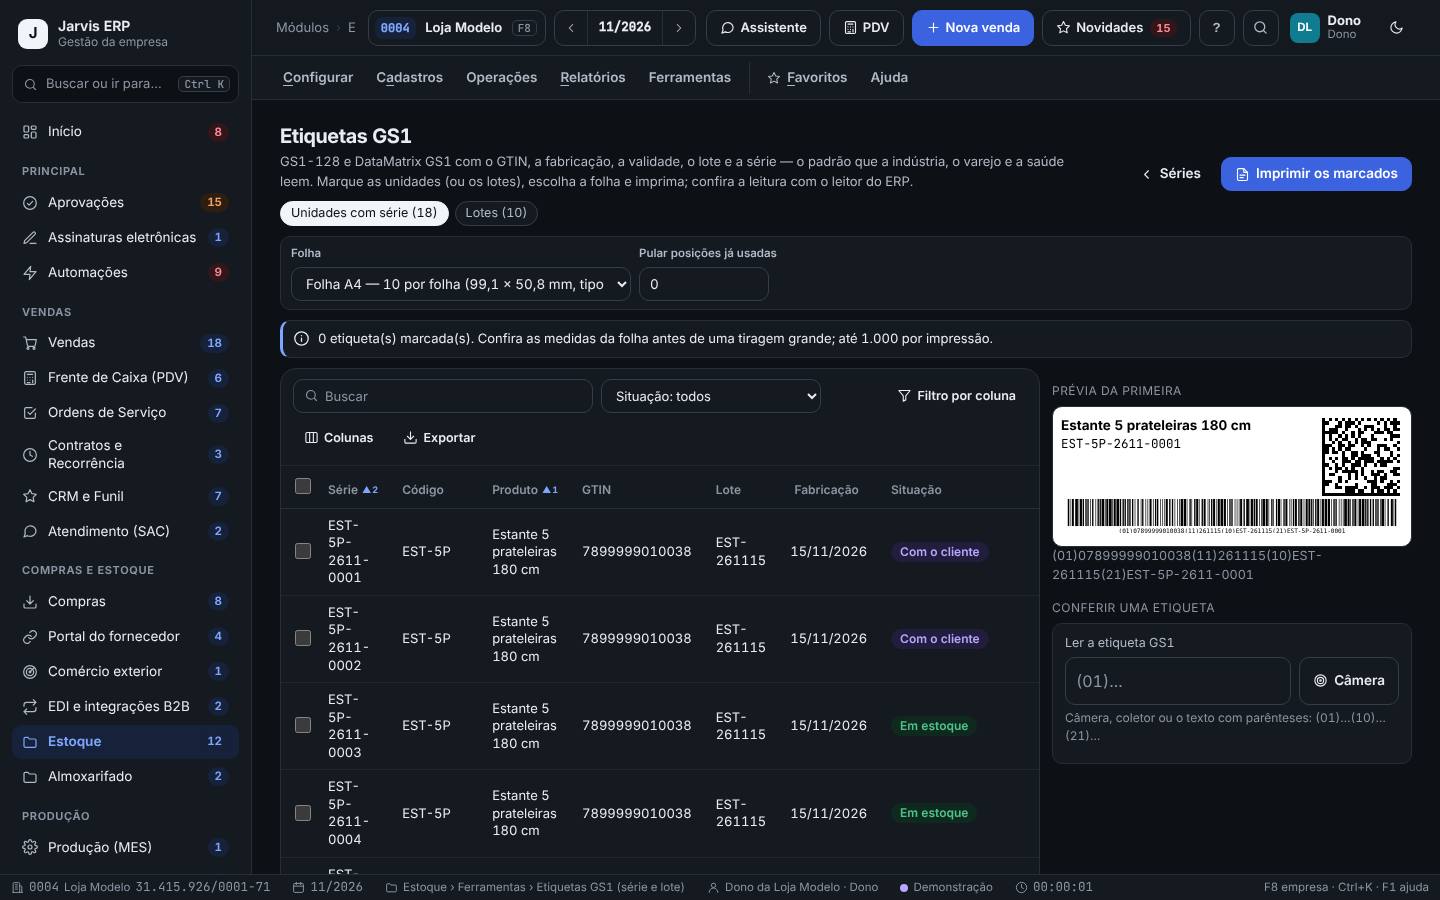 J
Jarvis ERP
Gestão da empresa
Buscar ou ir para...
Ctrl K
Início
8
PRINCIPAL
Aprovações
15
Assinaturas eletrônicas
1
Automações
9
VENDAS
Vendas
18
Frente de Caixa (PDV)
6
Ordens de Serviço
7
Contratos e
Recorrência
3
CRM e Funil
7
Atendimento (SAC)
2
COMPRAS E ESTOQUE
Compras
8
Portal do fornecedor
4
Comércio exterior
1
EDI e integrações B2B
2
Estoque
12
Almoxarifado
2
PRODUÇÃO
Produção (MES)
1
Módulos › E
0004 Loja Modelo F8
‹ 11/2026 ›
Assistente
PDV
+ Nova venda
Novidades 15
?
DL
Dono
Dono
Configurar Cadastros Operações Relatórios Ferramentas Favoritos Ajuda
Etiquetas GS1
GS1-128 e DataMatrix GS1 com o GTIN, a fabricação, a validade, o lote e a série — o padrão que a indústria, o varejo e a saúde
leem. Marque as unidades (ou os lotes), escolha a folha e imprima; confira a leitura com o leitor do ERP.
‹ Séries
Imprimir os marcados
Unidades com série (18)
Lotes (10)
Folha
Pular posições já usadas
Folha A4 — 10 por folha (99,1 × 50,8 mm, tipo
0
0 etiqueta(s) marcada(s). Confira as medidas da folha antes de uma tiragem grande; até 1.000 por impressão.
Buscar
Situação: todos
Filtro por coluna
Colunas
Exportar
Série ▲2 Código Produto ▲1 GTIN Lote Fabricação Situação
EST-
5P-
2611-
0001
EST-5P
Estante 5
prateleiras
180 cm
7899999010038
EST-
261115
15/11/2026
Com o cliente
EST-
5P-
2611-
0002
EST-5P
Estante 5
prateleiras
180 cm
7899999010038
EST-
261115
15/11/2026
Com o cliente
EST-
5P-
2611-
0003
EST-5P
Estante 5
prateleiras
180 cm
7899999010038
EST-
261115
15/11/2026
Em estoque
EST-
5P-
2611-
0004
EST-5P
Estante 5
prateleiras
180 cm
7899999010038
EST-
261115
15/11/2026
Em estoque
EST-
PRÉVIA DA PRIMEIRA
Estante 5 prateleiras 180 cm
EST-5P-2611-0001
(01)07899999010038(11)261115(10)EST-261115(21)EST-5P-2611-0001
(01)07899999010038(11)261115(10)EST-
261115(21)EST-5P-2611-0001
CONFERIR UMA ETIQUETA
Ler a etiqueta GS1
(01)...
Câmera
Câmera, coletor ou o texto com parênteses: (01)...(10)...
(21)...
0004 Loja Modelo 31.415.926/0001-71
11/2026
Estoque › Ferramentas › Etiquetas GS1 (série e lote)
Dono da Loja Modelo · Dono
Demonstração
00:00:01
F8 empresa · Ctrl+K · F1 ajuda